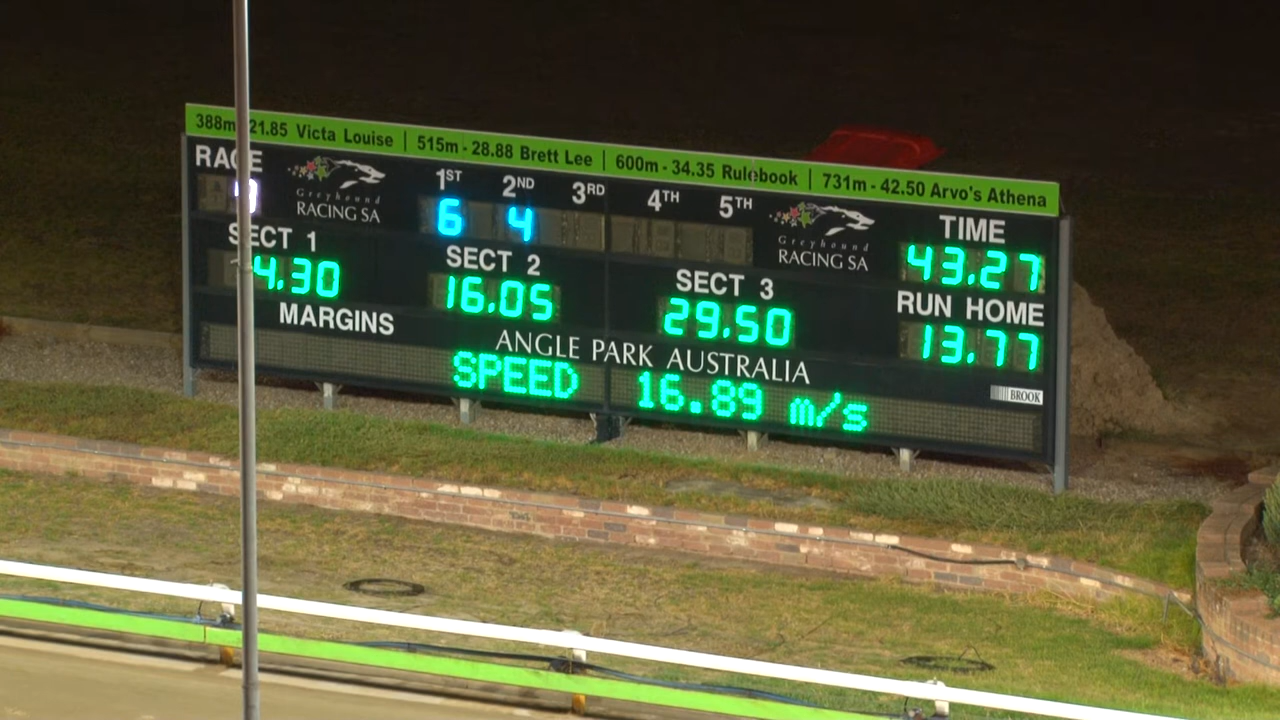 388m 21.85 Victa Louise | 515m - 28.88 Brett Lee | 600m - 34.35 Rulebook | 731m - 42.50 Arvo's Athena
RACE
Greyhound
RACING SA
1ST 2ND 3RD 4TH 5TH
6 4
Greyhound
RACING SA
TIME
43.27
SECT 1
4.30
SECT 2
16.05
SECT 3
29.50
RUN HOME
13.77
MARGINS
ANGLE PARK AUSTRALIA
SPEED 16.89 m/s
BROOK